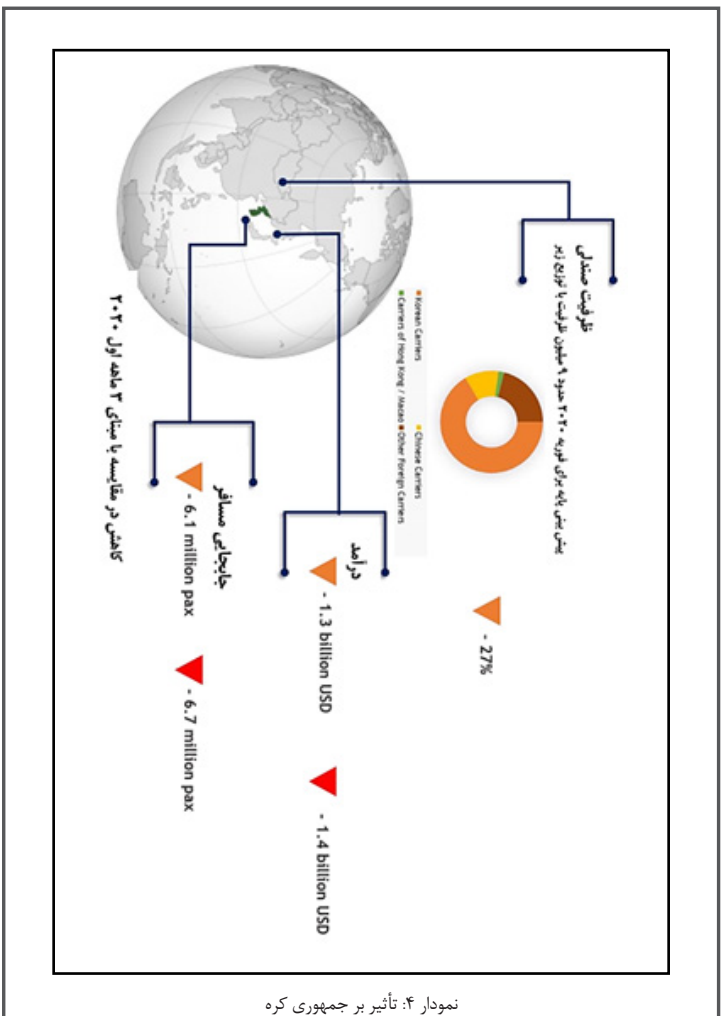 ظرفیت صندلی
پیش بینی پایه برای فوریه ۲۰۲۰ حدود ۹ میلیون ظرفیت با توزیع زیر
- 27%
Korean Carriers
Chinese Carriers
Carriers of Hong Kong / Macao
Other Foreign Carriers
درآمد
- 1.3 billion USD
- 1.4 billion USD
جابجایی مسافر
- 6.1 million pax
- 6.7 million pax
کاهش در مقایسه با مبنای ۳ ماهه اول ۲۰۲۰
نمودار ۴: تأثیر بر جمهوری کره